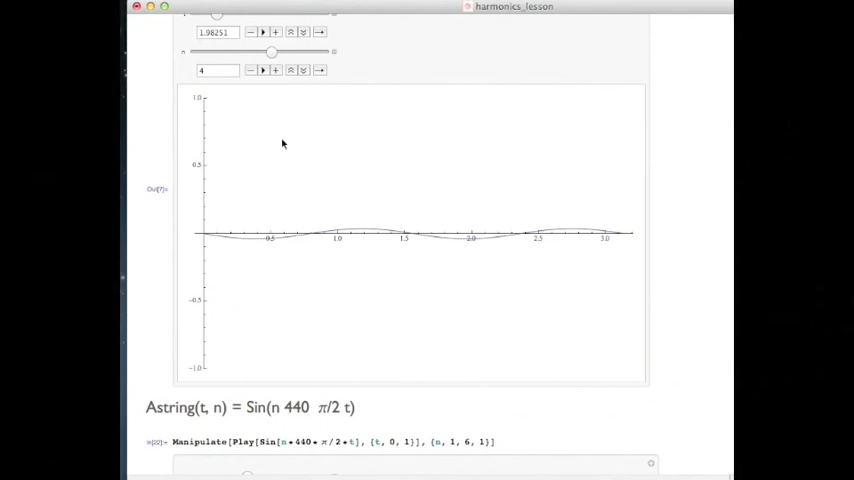 harmonics_lesson
1.98251
n
4
1.0
0.5
Out[7]=
0.5 1.0 1.5 2.0 2.5 3.0
-0.5
-1.0
Astring(t, n) = Sin(n 440 π/2 t)
In[22]:= Manipulate[Play[Sin[n*440*π/2*t], {t, 0, 1}], {n, 1, 6, 1}]